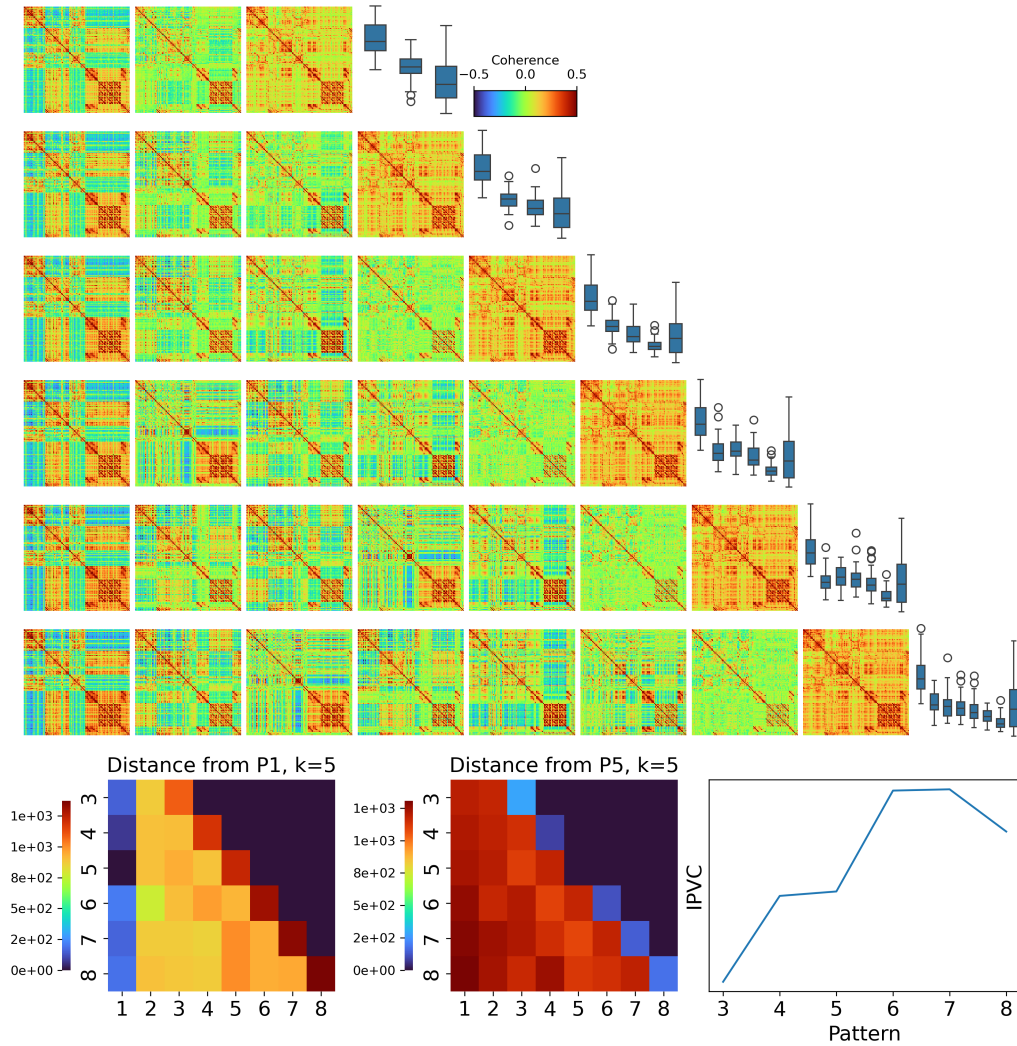 Coherence
−0.5 0.0 0.5
Distance from P1, k=5
Distance from P5, k=5
1e+03
1e+03
8e+02
5e+02
2e+02
0e+00
3
4
5
6
7
8
1 2 3 4 5 6 7 8
1e+03
1e+03
8e+02
5e+02
2e+02
0e+00
3
4
5
6
7
8
1 2 3 4 5 6 7 8
IPVC
3 4 5 6 7 8
Pattern